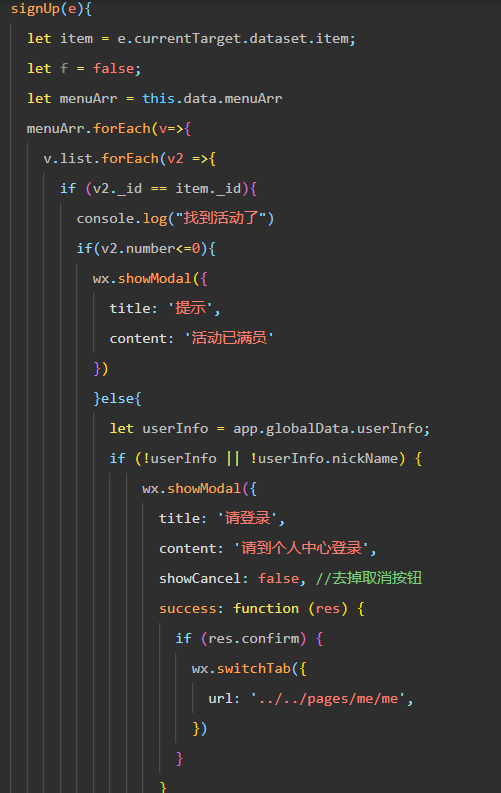 signUp(e){
let item = e.currentTarget.dataset.item;
let f = false;
let menuArr = this.data.menuArr
menuArr.forEach(v=>{
v.list.forEach(v2 =>{
if (v2._id == item._id){
console.log("找到活动了")
if(v2.number<=0){
wx.showModal({
title: '提示',
content: '活动已满员'
})
}else{
let userInfo = app.globalData.userInfo;
if (!userInfo || !userInfo.nickName) {
wx.showModal({
title: '请登录',
content: '请到个人中心登录',
showCancel: false, //去掉取消按钮
success: function (res) {
if (res.confirm) {
wx.switchTab({
url: '../../pages/me/me',
})
}
}